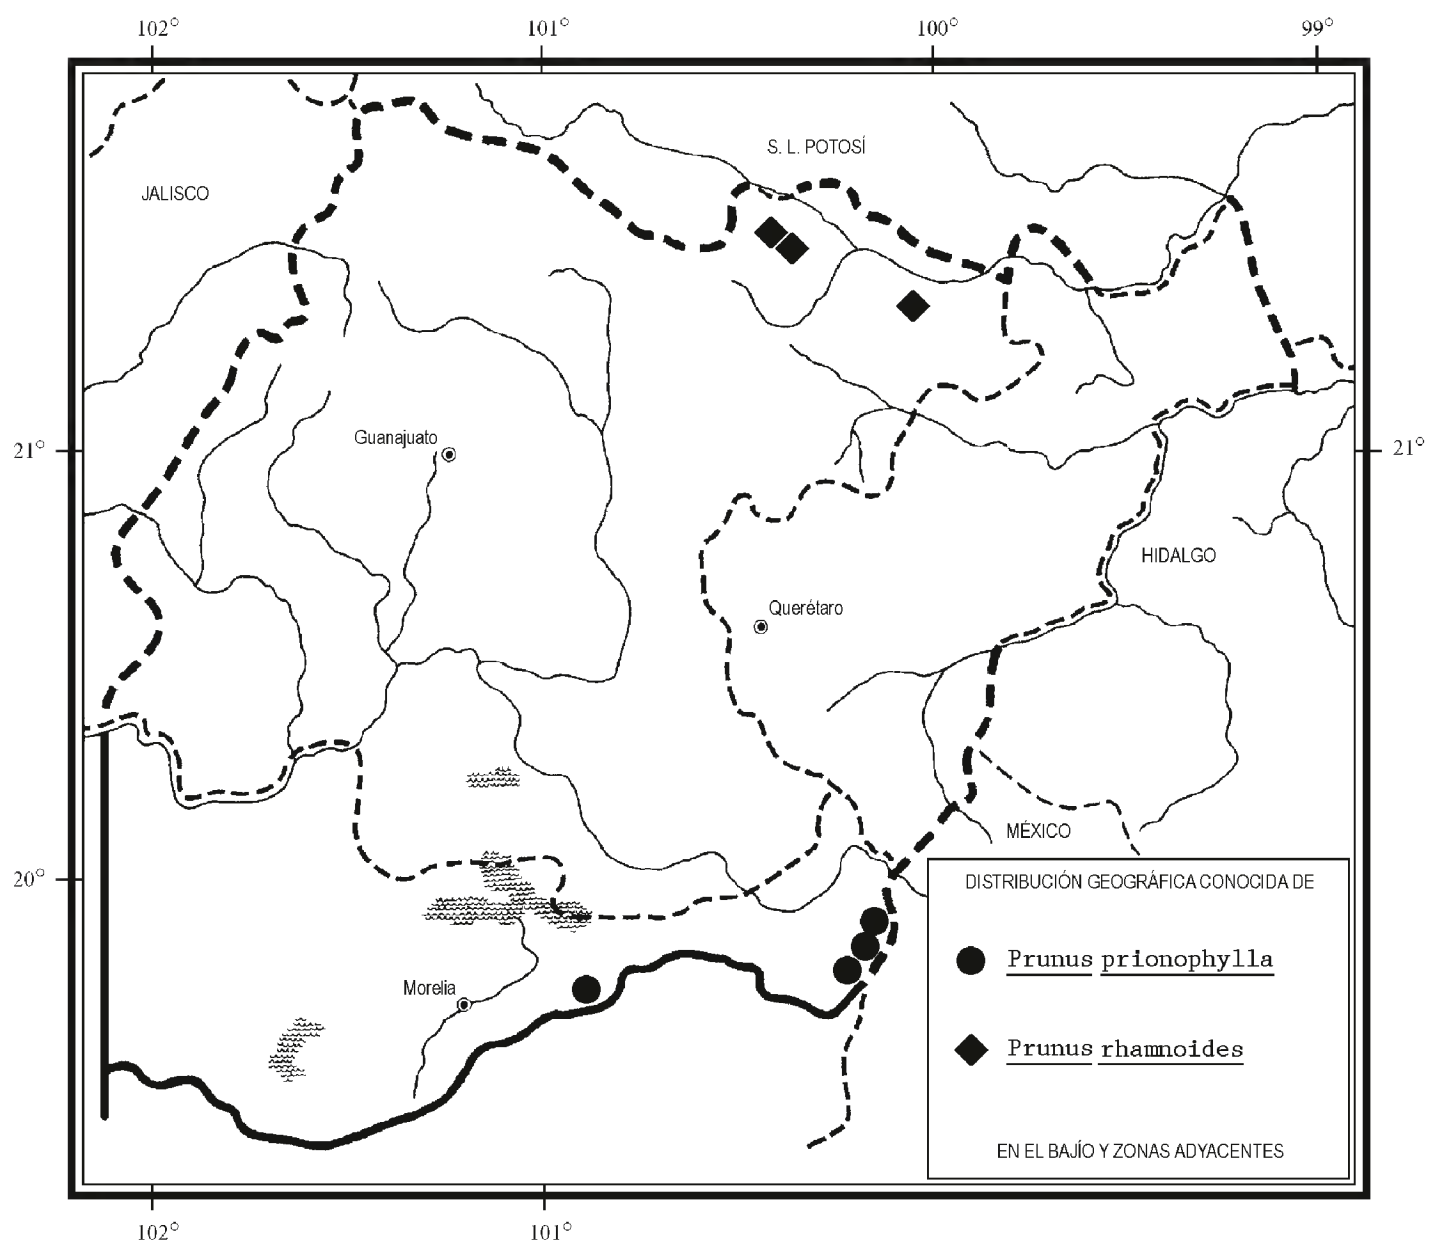 102° 101° 100° 99°
S. L. POTOSÍ
JALISCO
Guanajuato
21° 21°
HIDALGO
Querétaro
MÉXICO
20°
DISTRIBUCIÓN GEOGRÁFICA CONOCIDA DE
Prunus prionophylla
Morelia
Prunus rhamnoides
EN EL BAJÍO Y ZONAS ADYACENTES
102° 101°